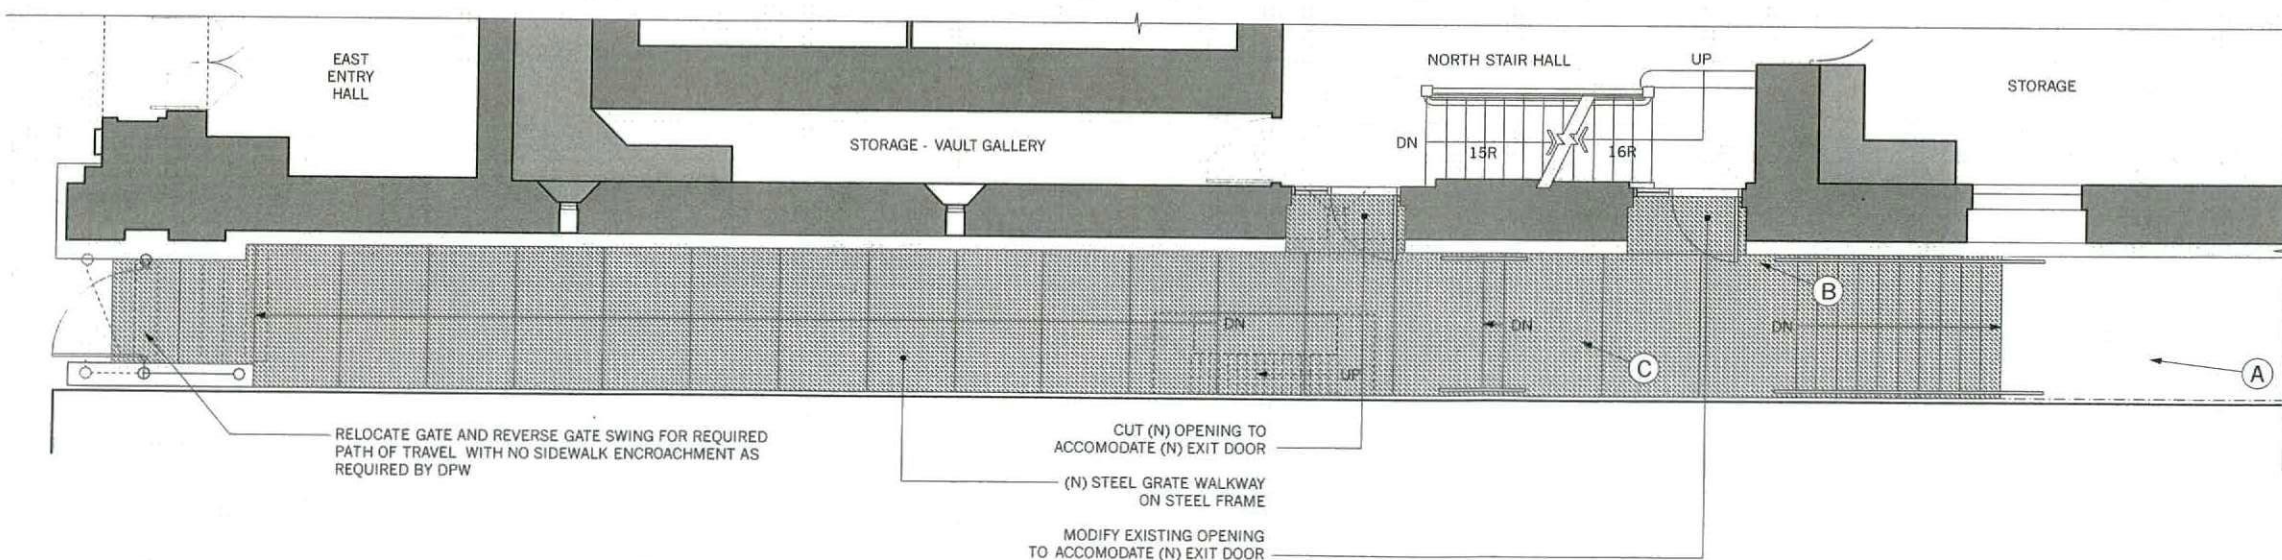 EAST
ENTRY
HALL
NORTH STAIR HALL
UP
STORAGE
STORAGE - VAULT GALLERY
DN
15R
16R
B
DN
DN
DN
C
A
UP
RELOCATE GATE AND REVERSE GATE SWING FOR REQUIRED
PATH OF TRAVEL WITH NO SIDEWALK ENCROACHMENT AS
REQUIRED BY DPW
CUT (N) OPENING TO
ACCOMODATE (N) EXIT DOOR
(N) STEEL GRATE WALKWAY
ON STEEL FRAME
MODIFY EXISTING OPENING
TO ACCOMODATE (N) EXIT DOOR